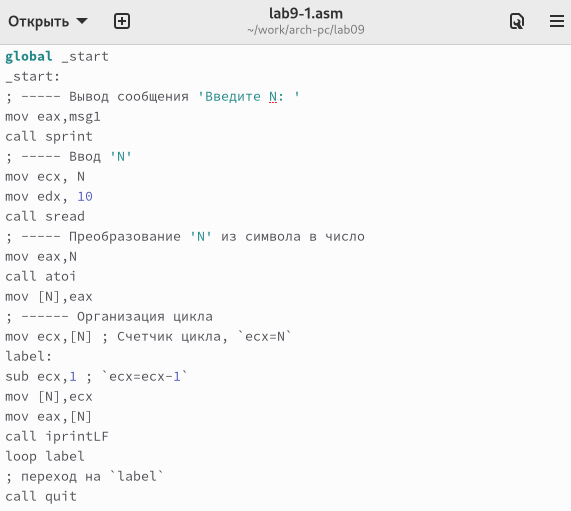 Открыть
lab9-1.asm
~/work/arch-pc/lab09
global _start
_start:
; ----- Вывод сообщения 'Введите N: '
mov eax,msg1
call sprint
; ----- Ввод 'N'
mov ecx, N
mov edx, 10
call sread
; ----- Преобразование 'N' из символа в число
mov eax,N
call atoi
mov [N],eax
; ------ Организация цикла
mov ecx,[N] ; Счетчик цикла, `ecx=N`
label:
sub ecx,1 ; `ecx=ecx-1`
mov [N],ecx
mov eax,[N]
call iprintLF
loop label
; переход на `label`
call quit